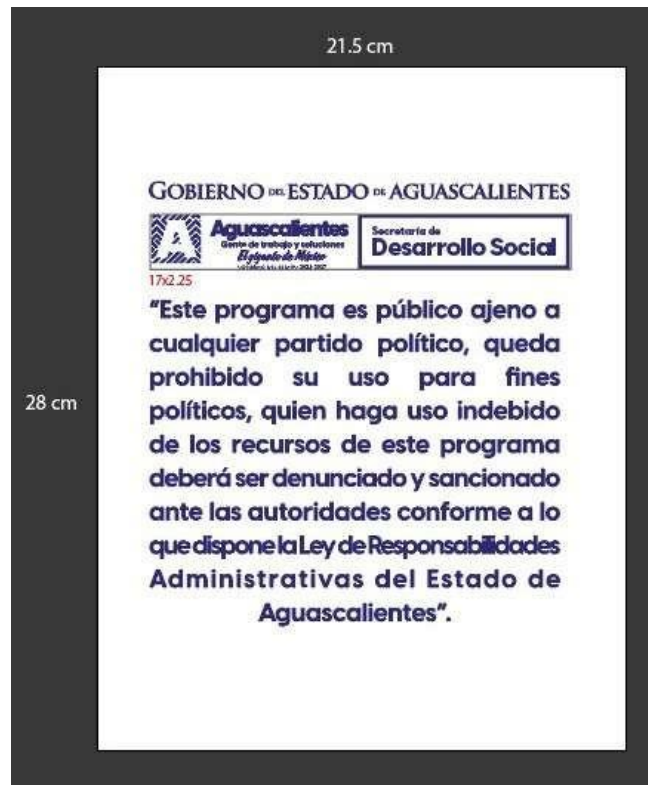 21.5 cm
GOBIERNO DEL ESTADO DE AGUASCALIENTES
Aguascalientes
Gente de trabajo y soluciones
El gigante de México
Secretaría de
Desarrollo Social
17x2.25
28 cm
"Este programa es público ajeno a
cualquier partido político, queda
prohibido su uso para fines
políticos, quien haga uso indebido
de los recursos de este programa
deberá ser denunciado y sancionado
ante las autoridades conforme a lo
que dispone la Ley de Responsabilidades
Administrativas del Estado de
Aguascalientes".